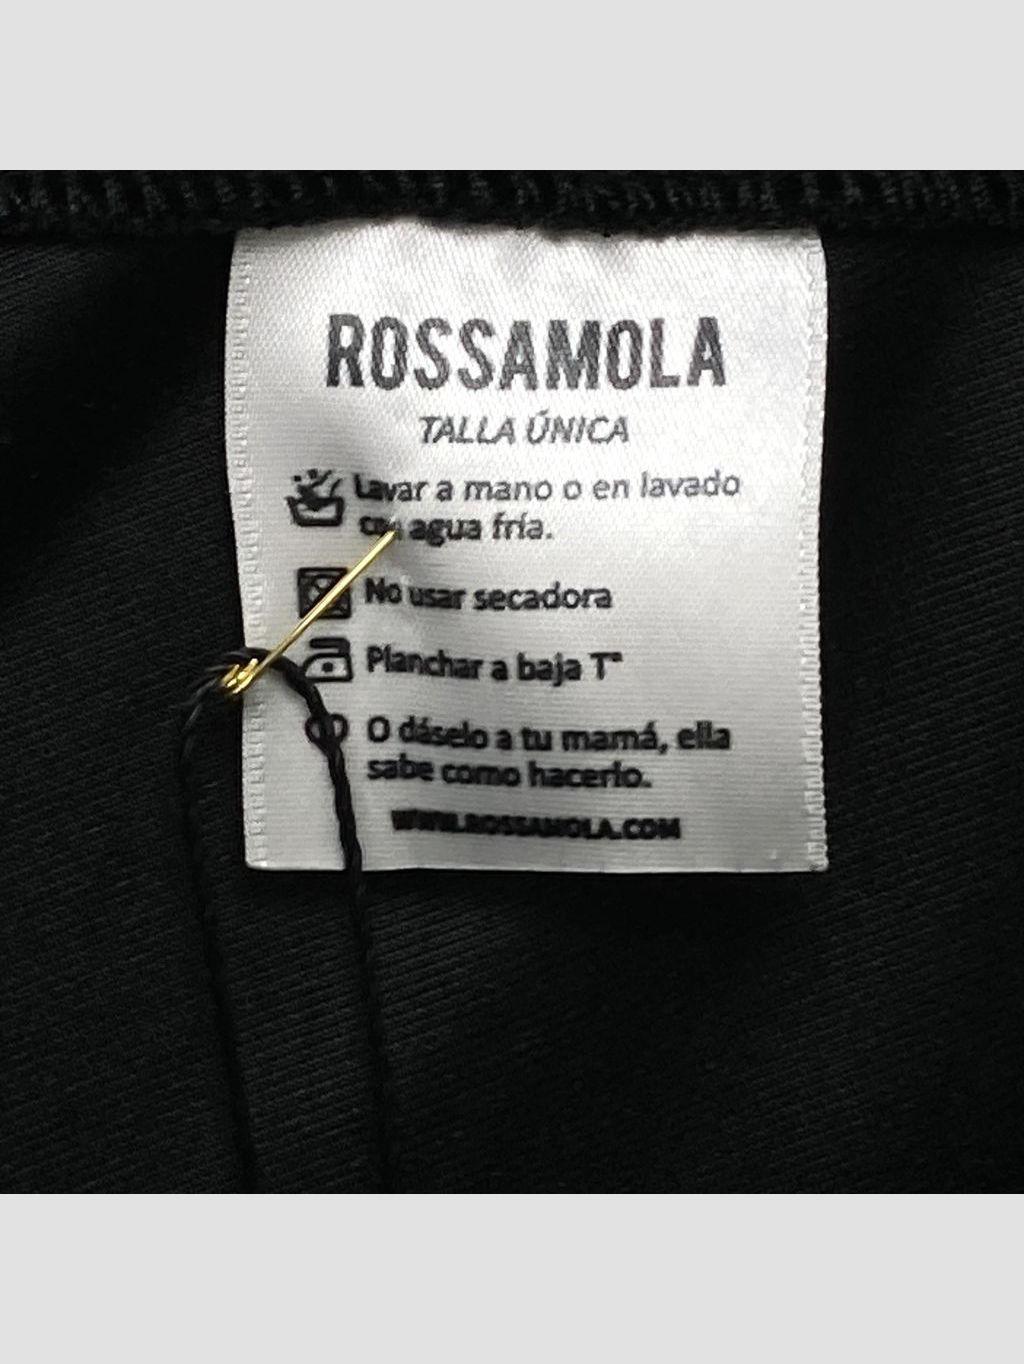 ROSSAMOLA
TALLA ÚNICA
Lavar a mano o en lavado
con agua fría.
No usar secadora
Planchar a baja Tª
O dáselo a tu mamá, ella
sabe como hacerlo.
WWW.ROSSAMOLA.COM